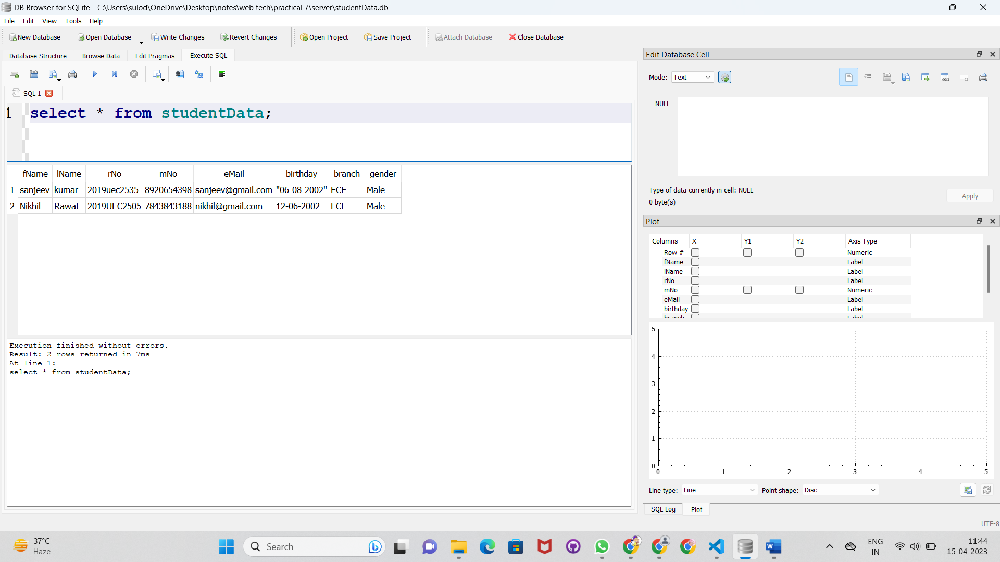 DB Browser for SQLite - C:\Users\sulod\OneDrive\Desktop\notes\web tech\practical 7\server\studentData.db
File Edit View Tools Help
New Database Open Database Write Changes Revert Changes Open Project Save Project Attach Database Close Database
Database Structure Browse Data Edit Pragmas Execute SQL
SQL 1
1 select * from studentData;
fName lName rNo mNo eMail birthday branch gender
1 sanjeev kumar 2019uec2535 8920654398 sanjeev@gmail.com "06-08-2002" ECE Male
2 Nikhil Rawat 2019UEC2505 7843843188 nikhil@gmail.com 12-06-2002 ECE Male
Execution finished without errors.
Result: 2 rows returned in 7ms
At line 1:
select * from studentData;
Edit Database Cell
Mode: Text
NULL
Type of data currently in cell: NULL
0 byte(s)
Apply
Plot
Columns X Y1 Y2 Axis Type
Row # Numeric
fName Label
lName Label
rNo Label
mNo Numeric
eMail Label
birthday Label
branch Label
5
4
3
2
1
0
0 1 2 3 4 5
Line type: Line Point shape: Disc
SQL Log Plot
UTF-8
37°C
Haze
Search
ENG
IN
11:44
15-04-2023